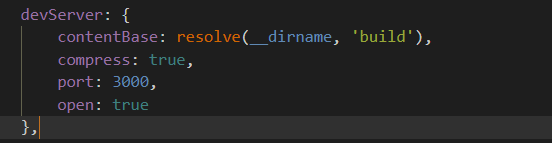 devServer: {
    contentBase: resolve(__dirname, 'build'),
    compress: true,
    port: 3000,
    open: true
},